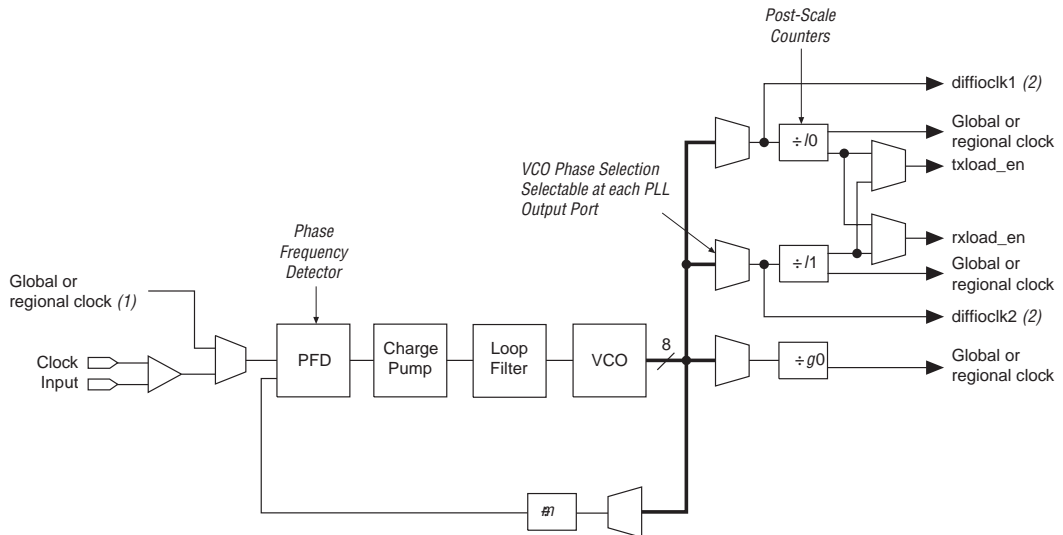 Post-Scale
Counters
diffioclk1 (2)
Global or
regional clock
÷l0
txload_en
VCO Phase Selection
Selectable at each PLL
Output Port
rxload_en
÷l1
Global or
regional clock
Phase
Frequency
Detector
Global or
regional clock (1)
diffioclk2 (2)
PFD
Charge
Pump
Loop
Filter
VCO
8
÷g0
Global or
regional clock
Clock
Input